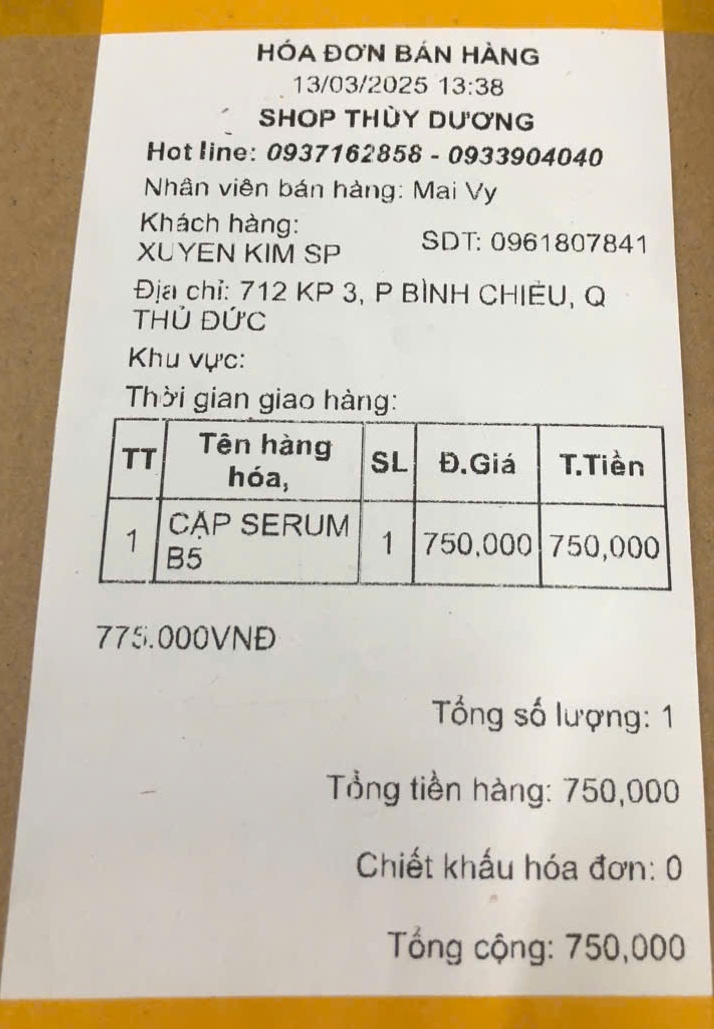 HÓA ĐƠN BÁN HÀNG
13/03/2025 13:38
SHOP THÙY DƯƠNG
Hot line: 0937162858 - 0933904040
Nhân viên bán hàng: Mai Vy
Khách hàng:
XUYEN KIM SP
SDT: 0961807841
Địa chỉ: 712 KP 3, P BÌNH CHIỂU, Q
THỦ ĐỨC
Khu vực:
Thời gian giao hàng:
TT Tên hàng hóa, SL Đ.Giá T.Tiền
1 CẶP SERUM B5 1 750,000 750,000
775.000VNĐ
Tổng số lượng: 1
Tổng tiền hàng: 750,000
Chiết khấu hóa đơn: 0
Tổng cộng: 750,000